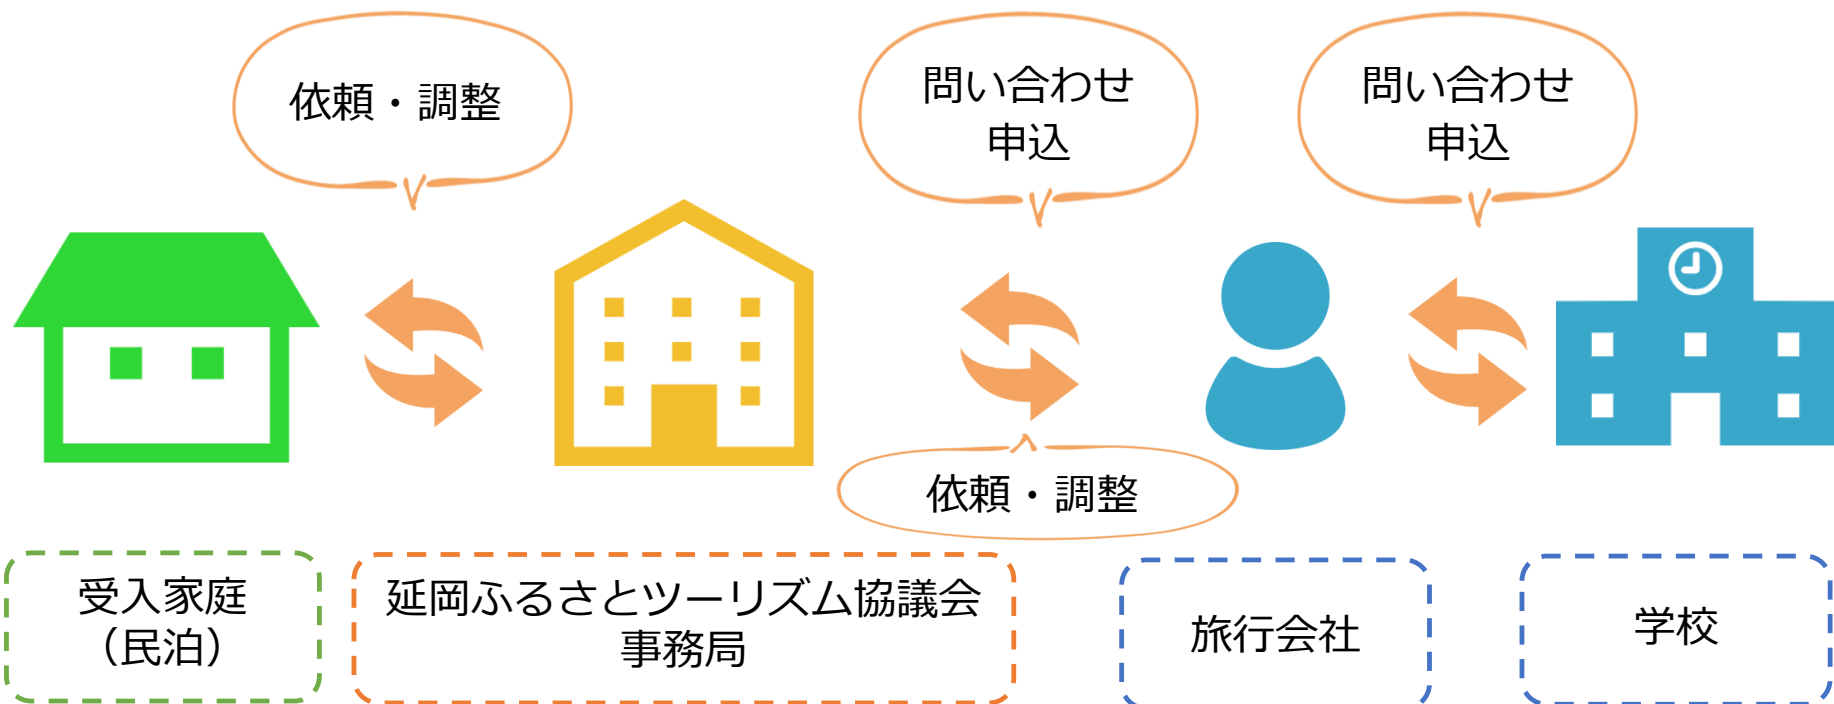 依頼・調整
問い合わせ
申込
問い合わせ
申込
依頼・調整
受入家庭
（民泊）
延岡ふるさとツーリズム協議会
事務局
旅行会社
学校